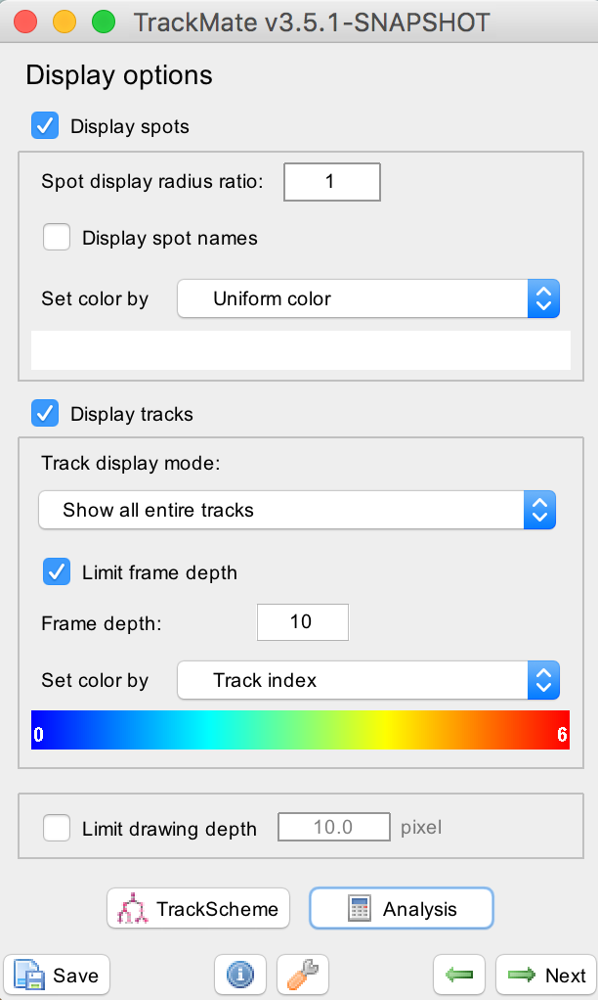 TrackMate v3.5.1-SNAPSHOT
Display options
Display spots
Spot display radius ratio: 1
Display spot names
Set color by Uniform color
Display tracks
Track display mode:
Show all entire tracks
Limit frame depth
Frame depth: 10
Set color by Track index
0 6
Limit drawing depth 10.0 pixel
TrackScheme Analysis
Save Next